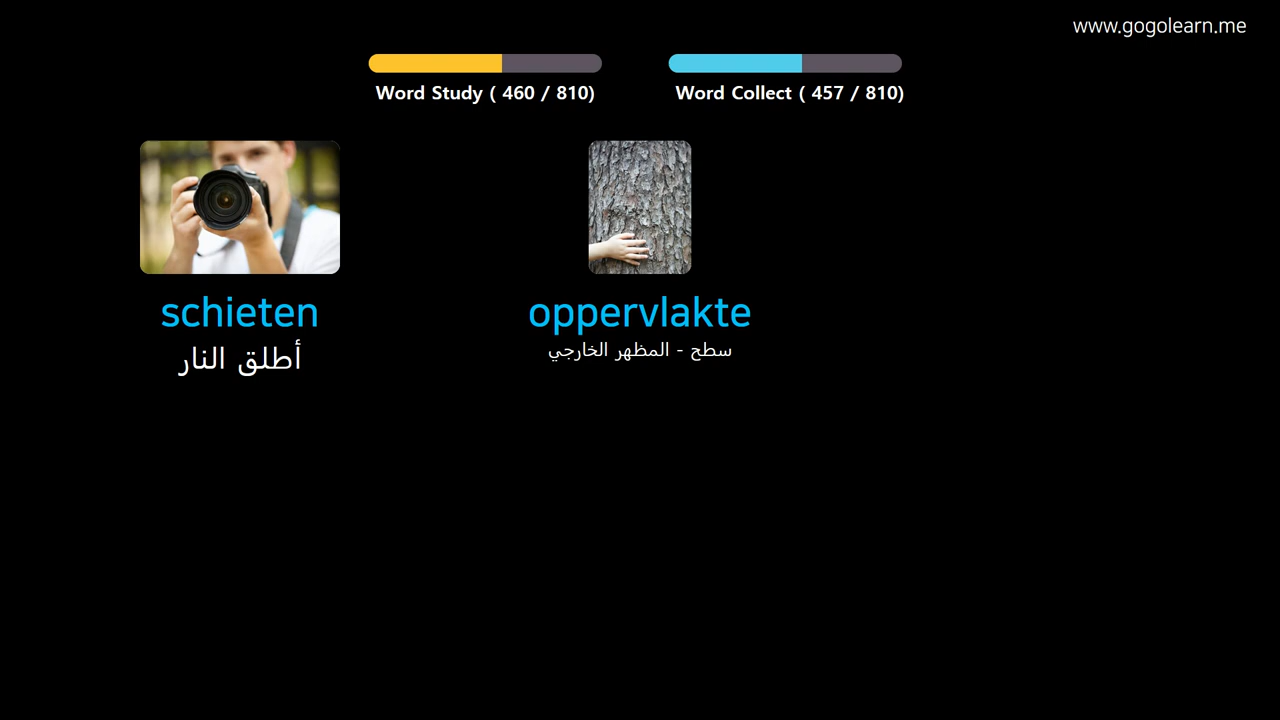 www.gogolearn.me
Word Study ( 460 / 810)
Word Collect ( 457 / 810)
schieten
أطلق النار
oppervlakte
سطح - المظهر الخارجي